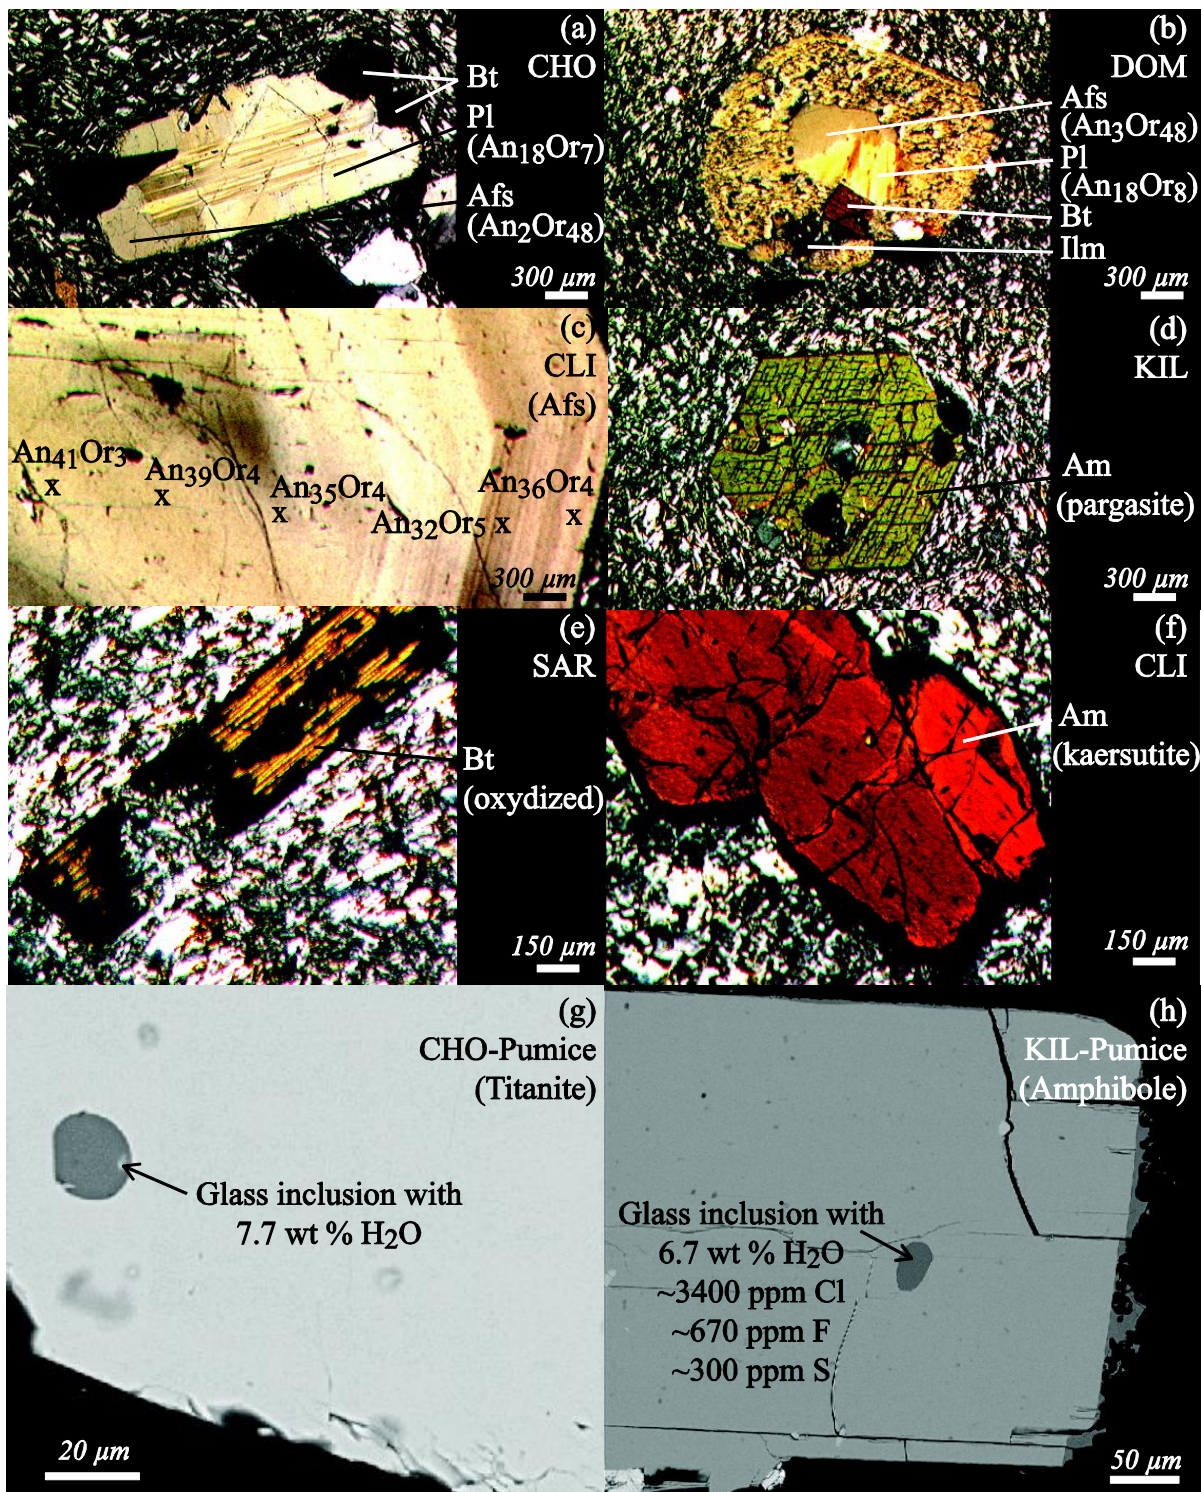 (a)
CHO
Bt
Pl
(An18Or7)
Afs
(An2Or48)
300 µm
(b)
DOM
Afs
(An3Or48)
Pl
(An18Or8)
Bt
Ilm
300 µm
(c)
CLI
(Afs)
An41Or3
An39Or4
An35Or4
An32Or5
An36Or4
x
x
x
x
x
300 µm
(d)
KIL
Am
(pargasite)
300 µm
(e)
SAR
Bt
(oxydized)
150 µm
(f)
CLI
Am
(kaersutite)
150 µm
(g)
CHO-Pumice
(Titanite)
Glass inclusion with
7.7 wt % H2O
20 µm
(h)
KIL-Pumice
(Amphibole)
Glass inclusion with
6.7 wt % H2O
~3400 ppm Cl
~670 ppm F
~300 ppm S
50 µm